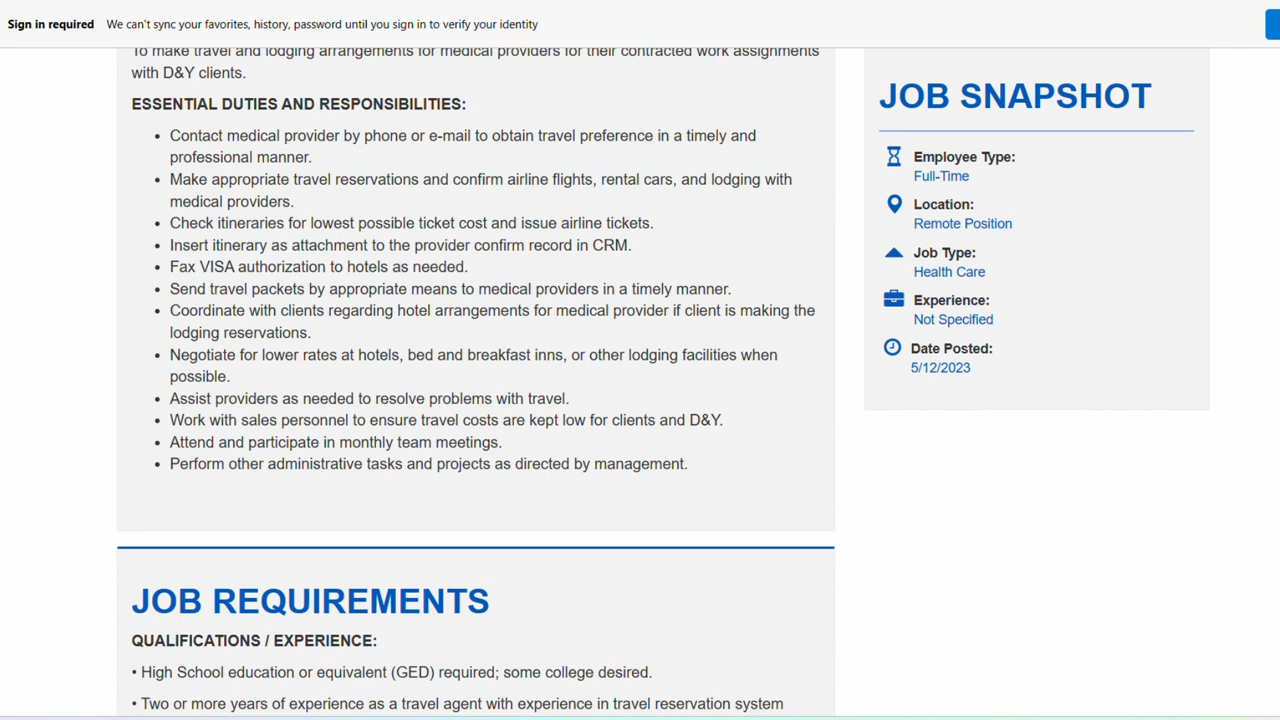 Sign in required We can't sync your favorites, history, password until you sign in to verify your identity
To make travel and lodging arrangements for medical providers for their contracted work assignments
with D&Y clients.
ESSENTIAL DUTIES AND RESPONSIBILITIES:
• Contact medical provider by phone or e-mail to obtain travel preference in a timely and
professional manner.
• Make appropriate travel reservations and confirm airline flights, rental cars, and lodging with
medical providers.
• Check itineraries for lowest possible ticket cost and issue airline tickets.
• Insert itinerary as attachment to the provider confirm record in CRM.
• Fax VISA authorization to hotels as needed.
• Send travel packets by appropriate means to medical providers in a timely manner.
• Coordinate with clients regarding hotel arrangements for medical provider if client is making the
lodging reservations.
• Negotiate for lower rates at hotels, bed and breakfast inns, or other lodging facilities when
possible.
• Assist providers as needed to resolve problems with travel.
• Work with sales personnel to ensure travel costs are kept low for clients and D&Y.
• Attend and participate in monthly team meetings.
• Perform other administrative tasks and projects as directed by management.
JOB REQUIREMENTS
QUALIFICATIONS / EXPERIENCE:
• High School education or equivalent (GED) required; some college desired.
• Two or more years of experience as a travel agent with experience in travel reservation system
JOB SNAPSHOT
Employee Type:
Full-Time
Location:
Remote Position
Job Type:
Health Care
Experience:
Not Specified
Date Posted:
5/12/2023